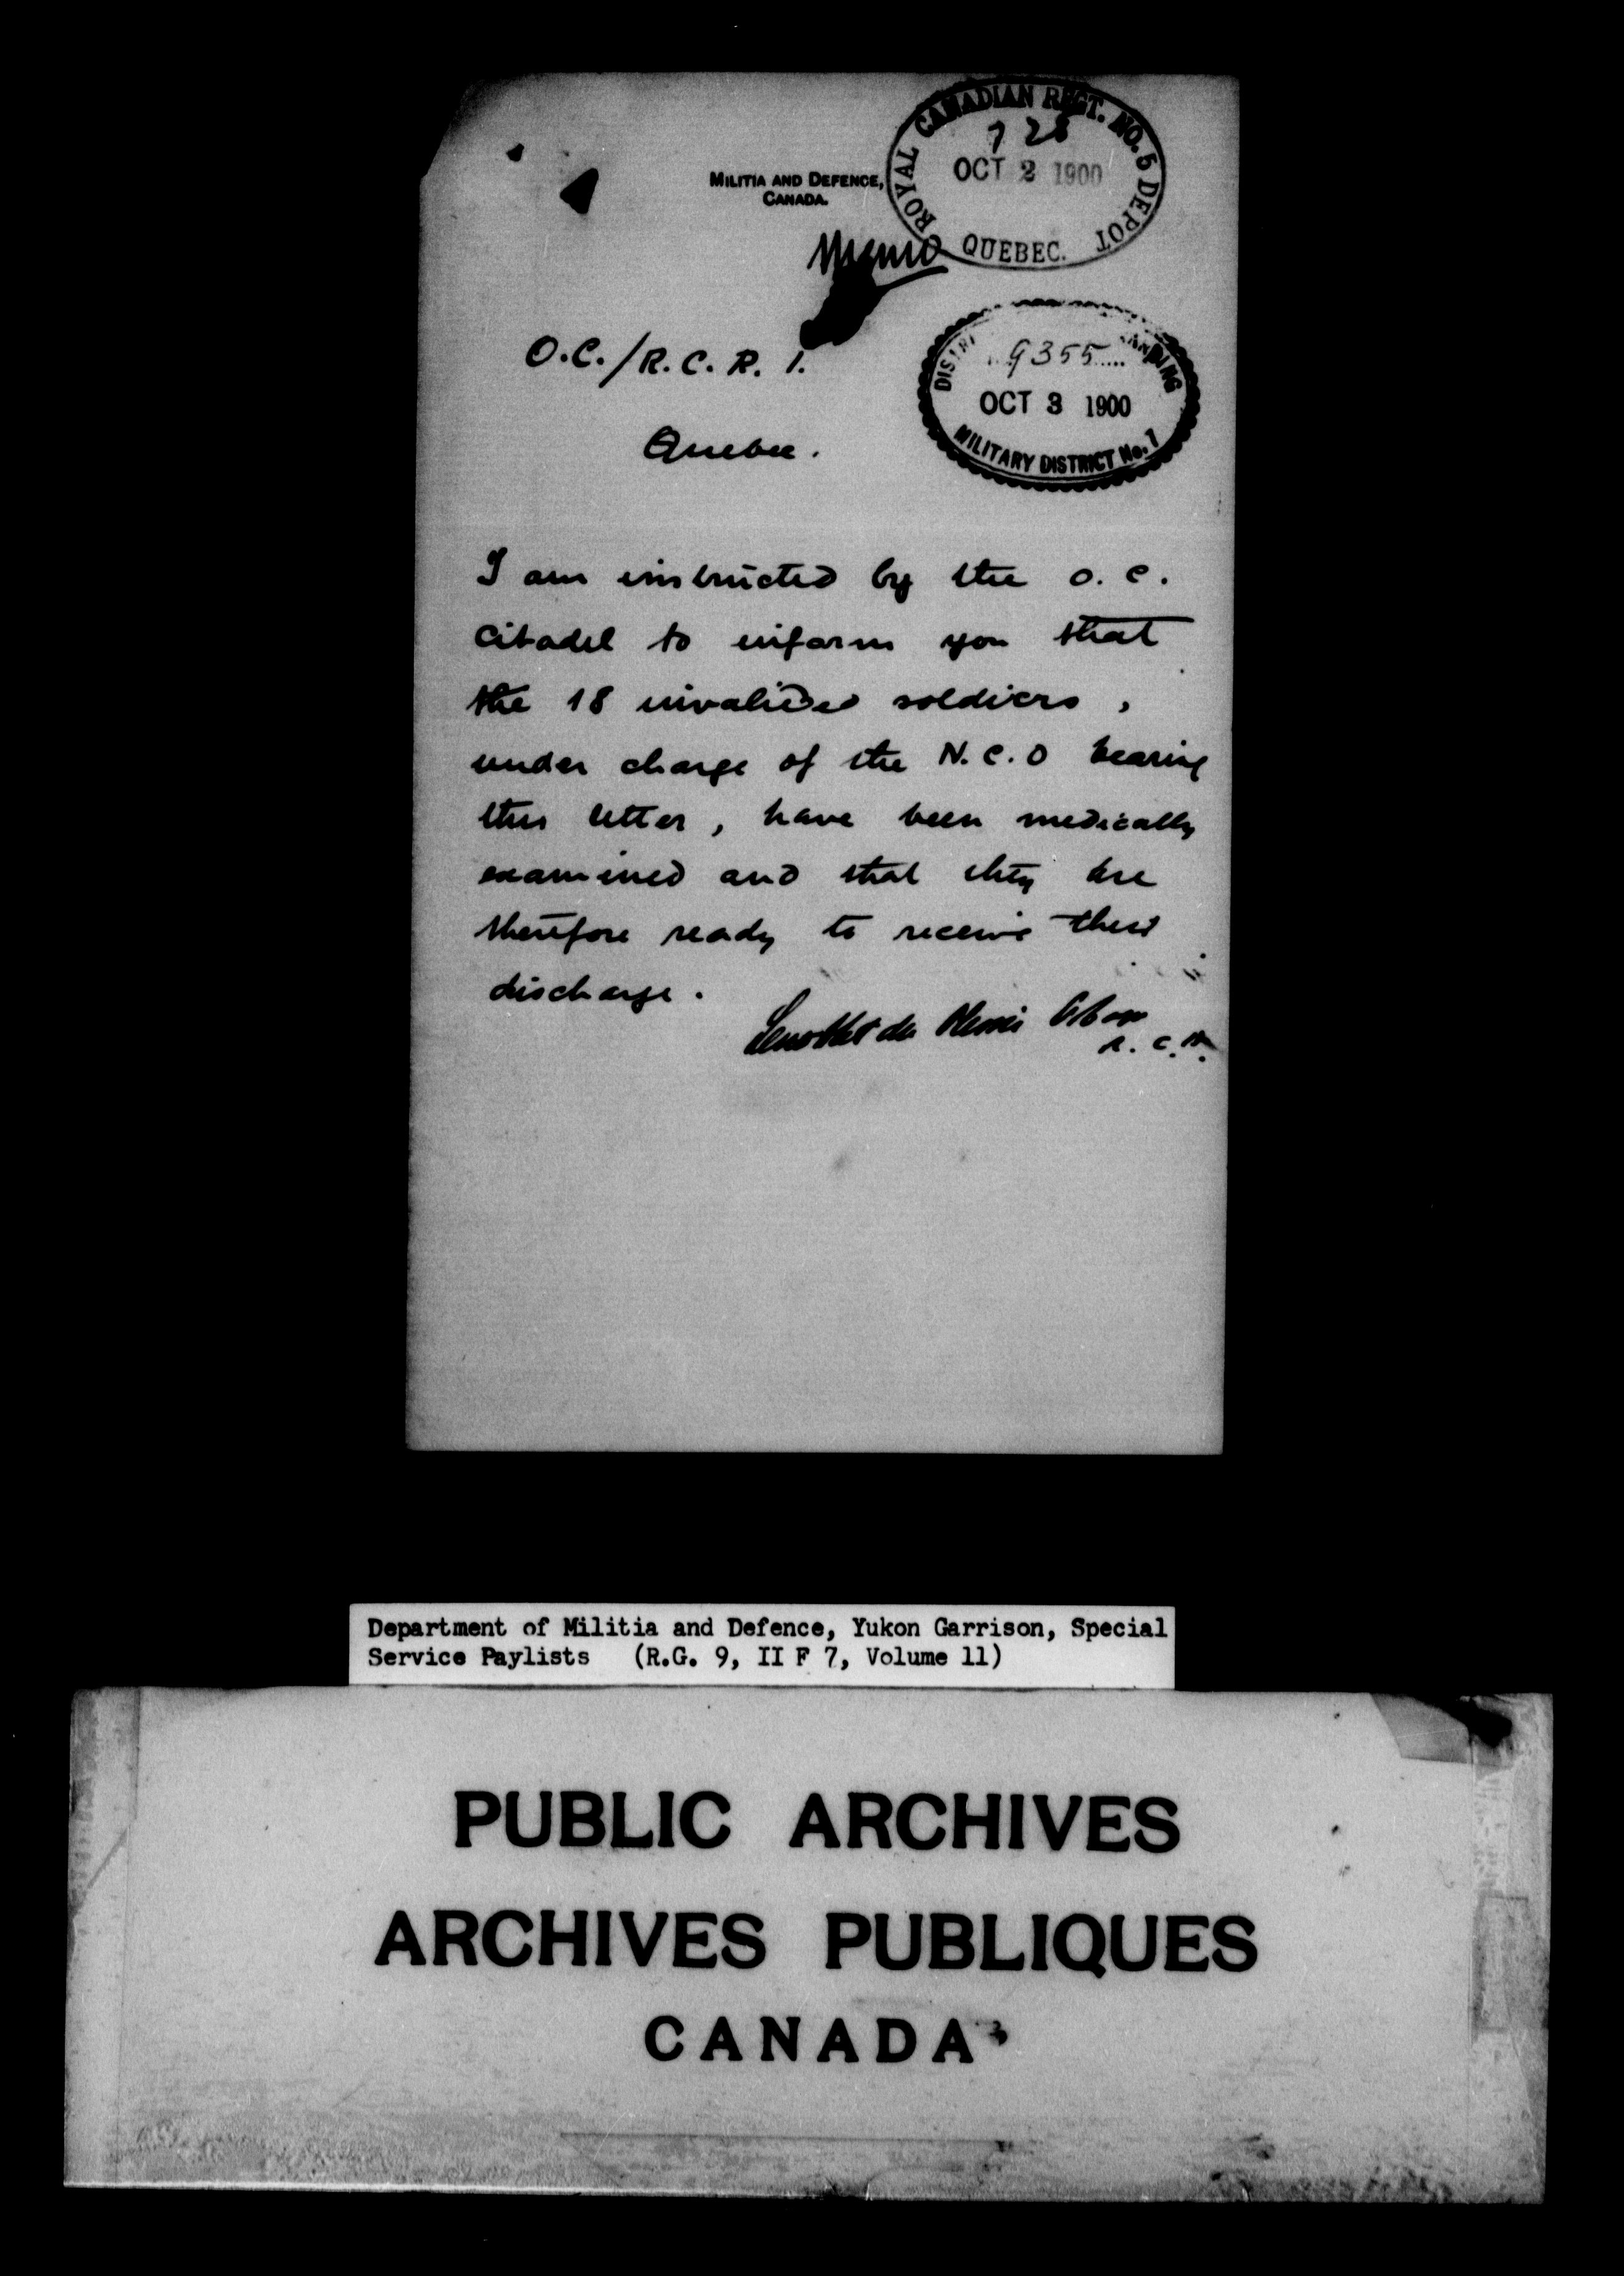 MILITIA AND DEFENCE,
CANADA.
ROYAL CANADIAN REGT. NO. 5 DEPOT
728
OCT 2 1900
QUEBEC.
Memo
9355
OCT 3 1900
MILITARY DISTRICT No. 7
O.C./R.C.R.I.
Quebec.
I am instructed by the O.C.
Citadel to inform you that
the 18 invalided soldiers,
under charge of the N.C.O bearing
this letter, have been medically
examined and that they are
therefore ready to receive their
discharge.
R.C.A.
Department of Militia and Defence, Yukon Garrison, Special
Service Paylists (R.G. 9, II F 7, Volume 11)
PUBLIC ARCHIVES
ARCHIVES PUBLIQUES
CANADA